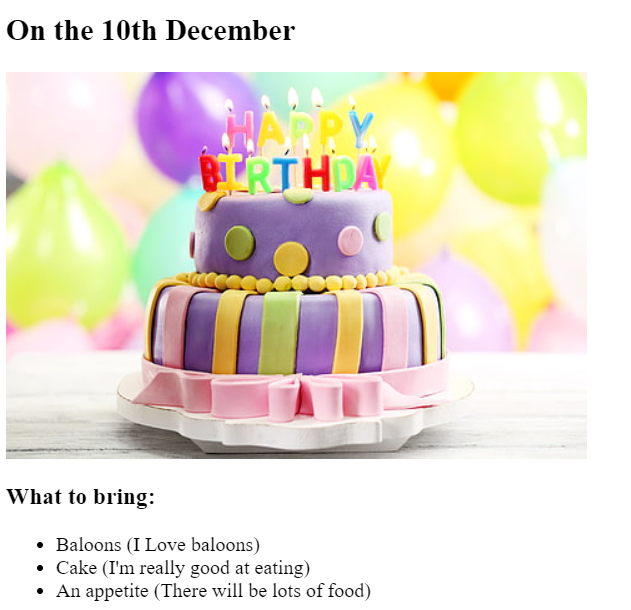 On the 10th December
HAPPY
BIRTHDAY
What to bring:
Baloons (I Love baloons)
Cake (I'm really good at eating)
An appetite (There will be lots of food)